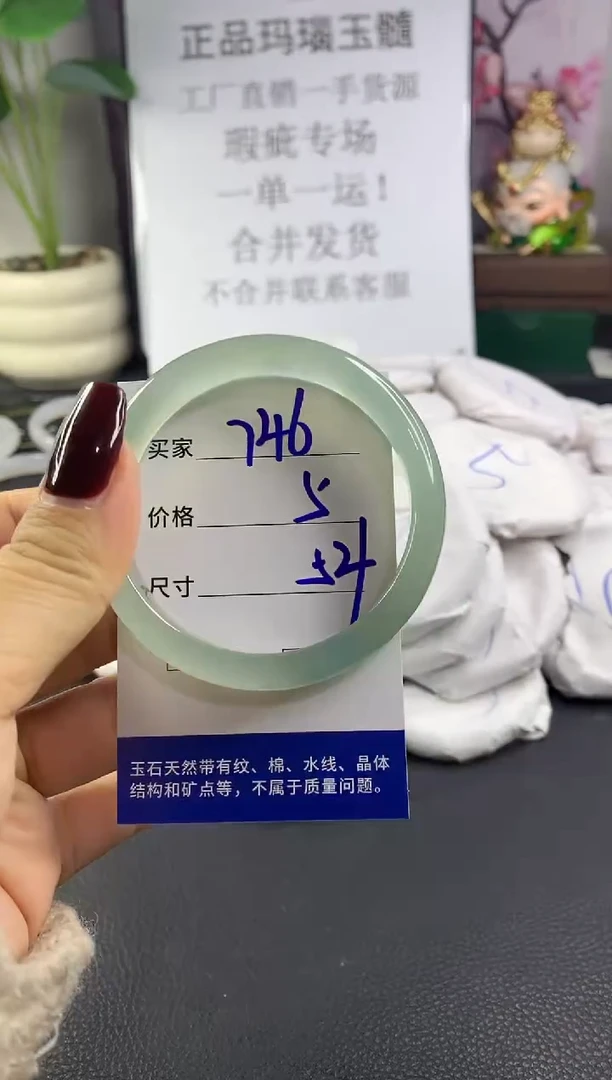 正品玛瑙玉髓
工厂直销一手货源
瑕疵专场
一单一运！
合并发货
不合并联系客服
买家 746
价格 5
尺寸 54
玉石天然带有纹、棉、水线、晶体
结构和矿点等，不属于质量问题。
5